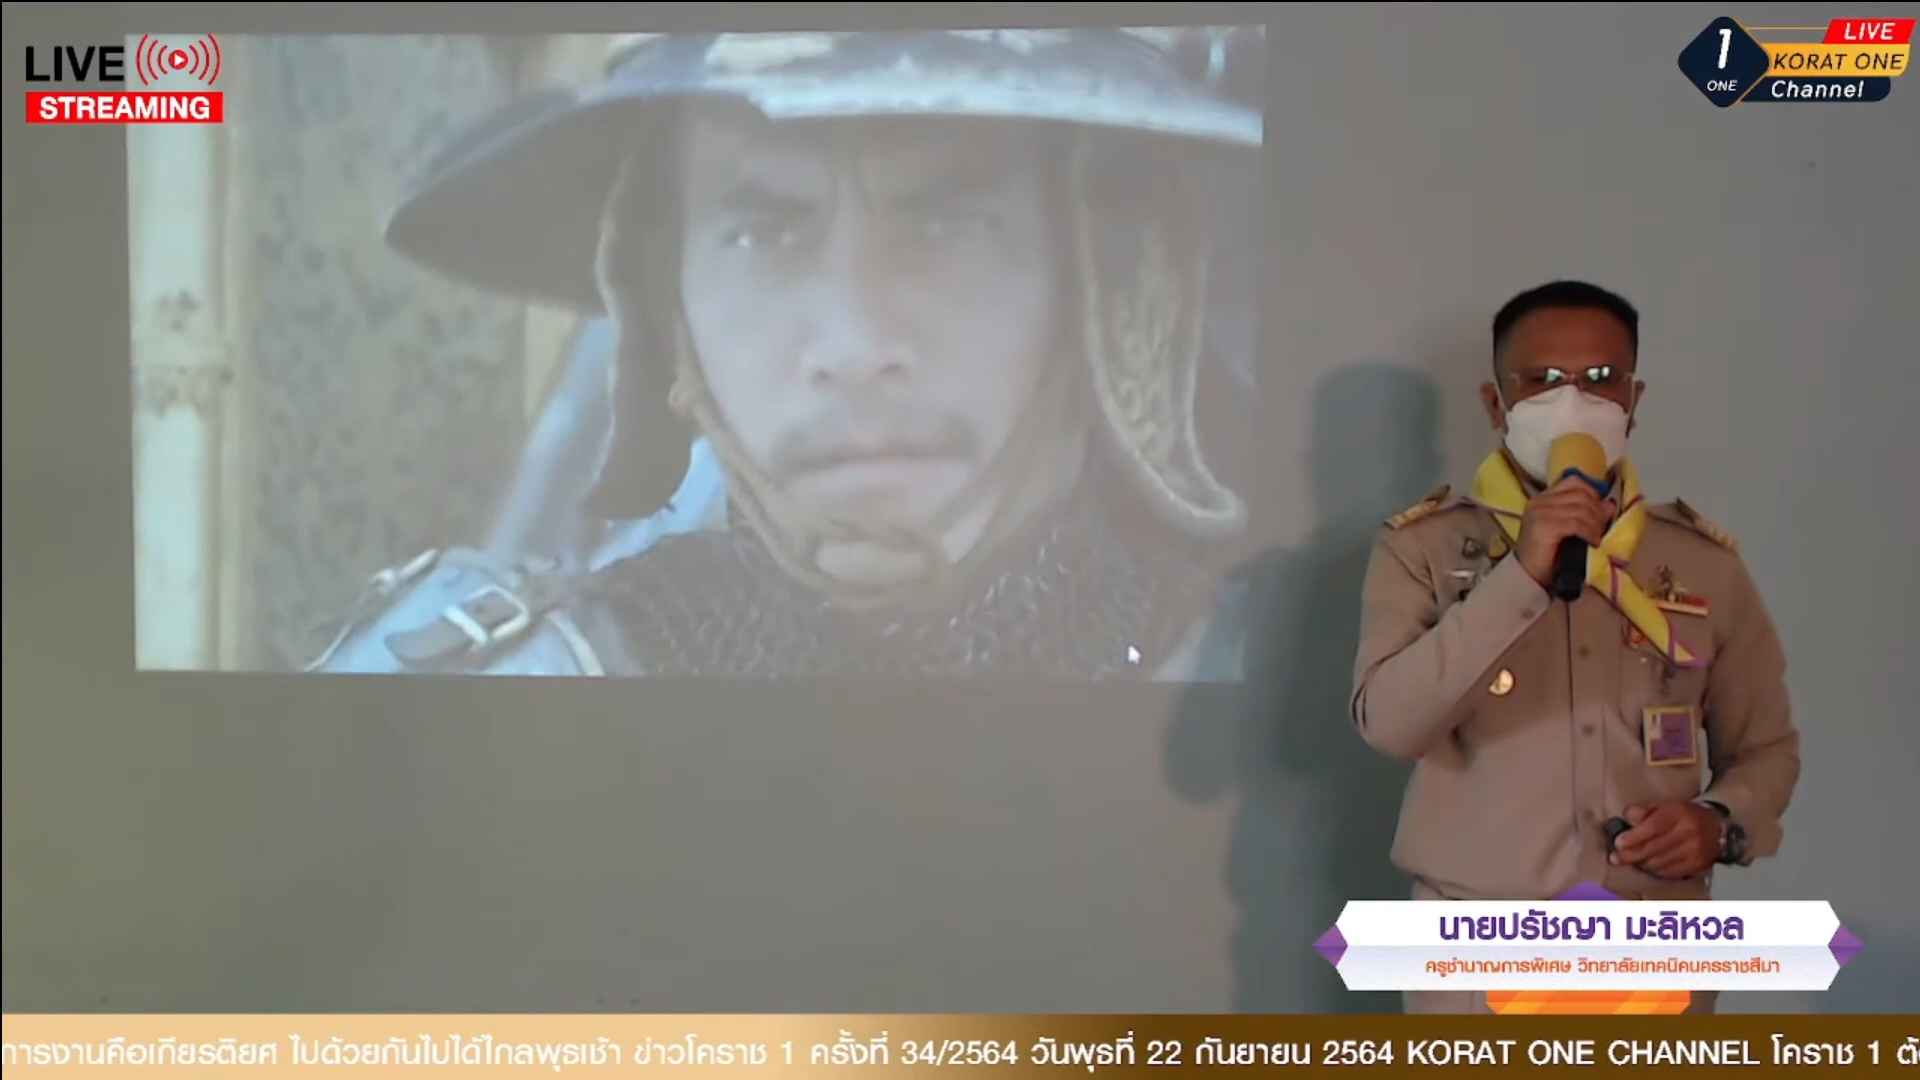 LIVE
STREAMING
1
ONE
LIVE
KORAT ONE
Channel
นายปรัชญา มะลิหวล
ครูชำนาญการพิเศษ วิทยาลัยเทคนิคนครราชสีมา
การงานคือเกียรติยศ ไปด้วยกันไปได้ไกลพุธเช้า ข่าวโคราช 1 ครั้งที่ 34/2564 วันพุธที่ 22 กันยายน 2564 KORAT ONE CHANNEL โคราช 1